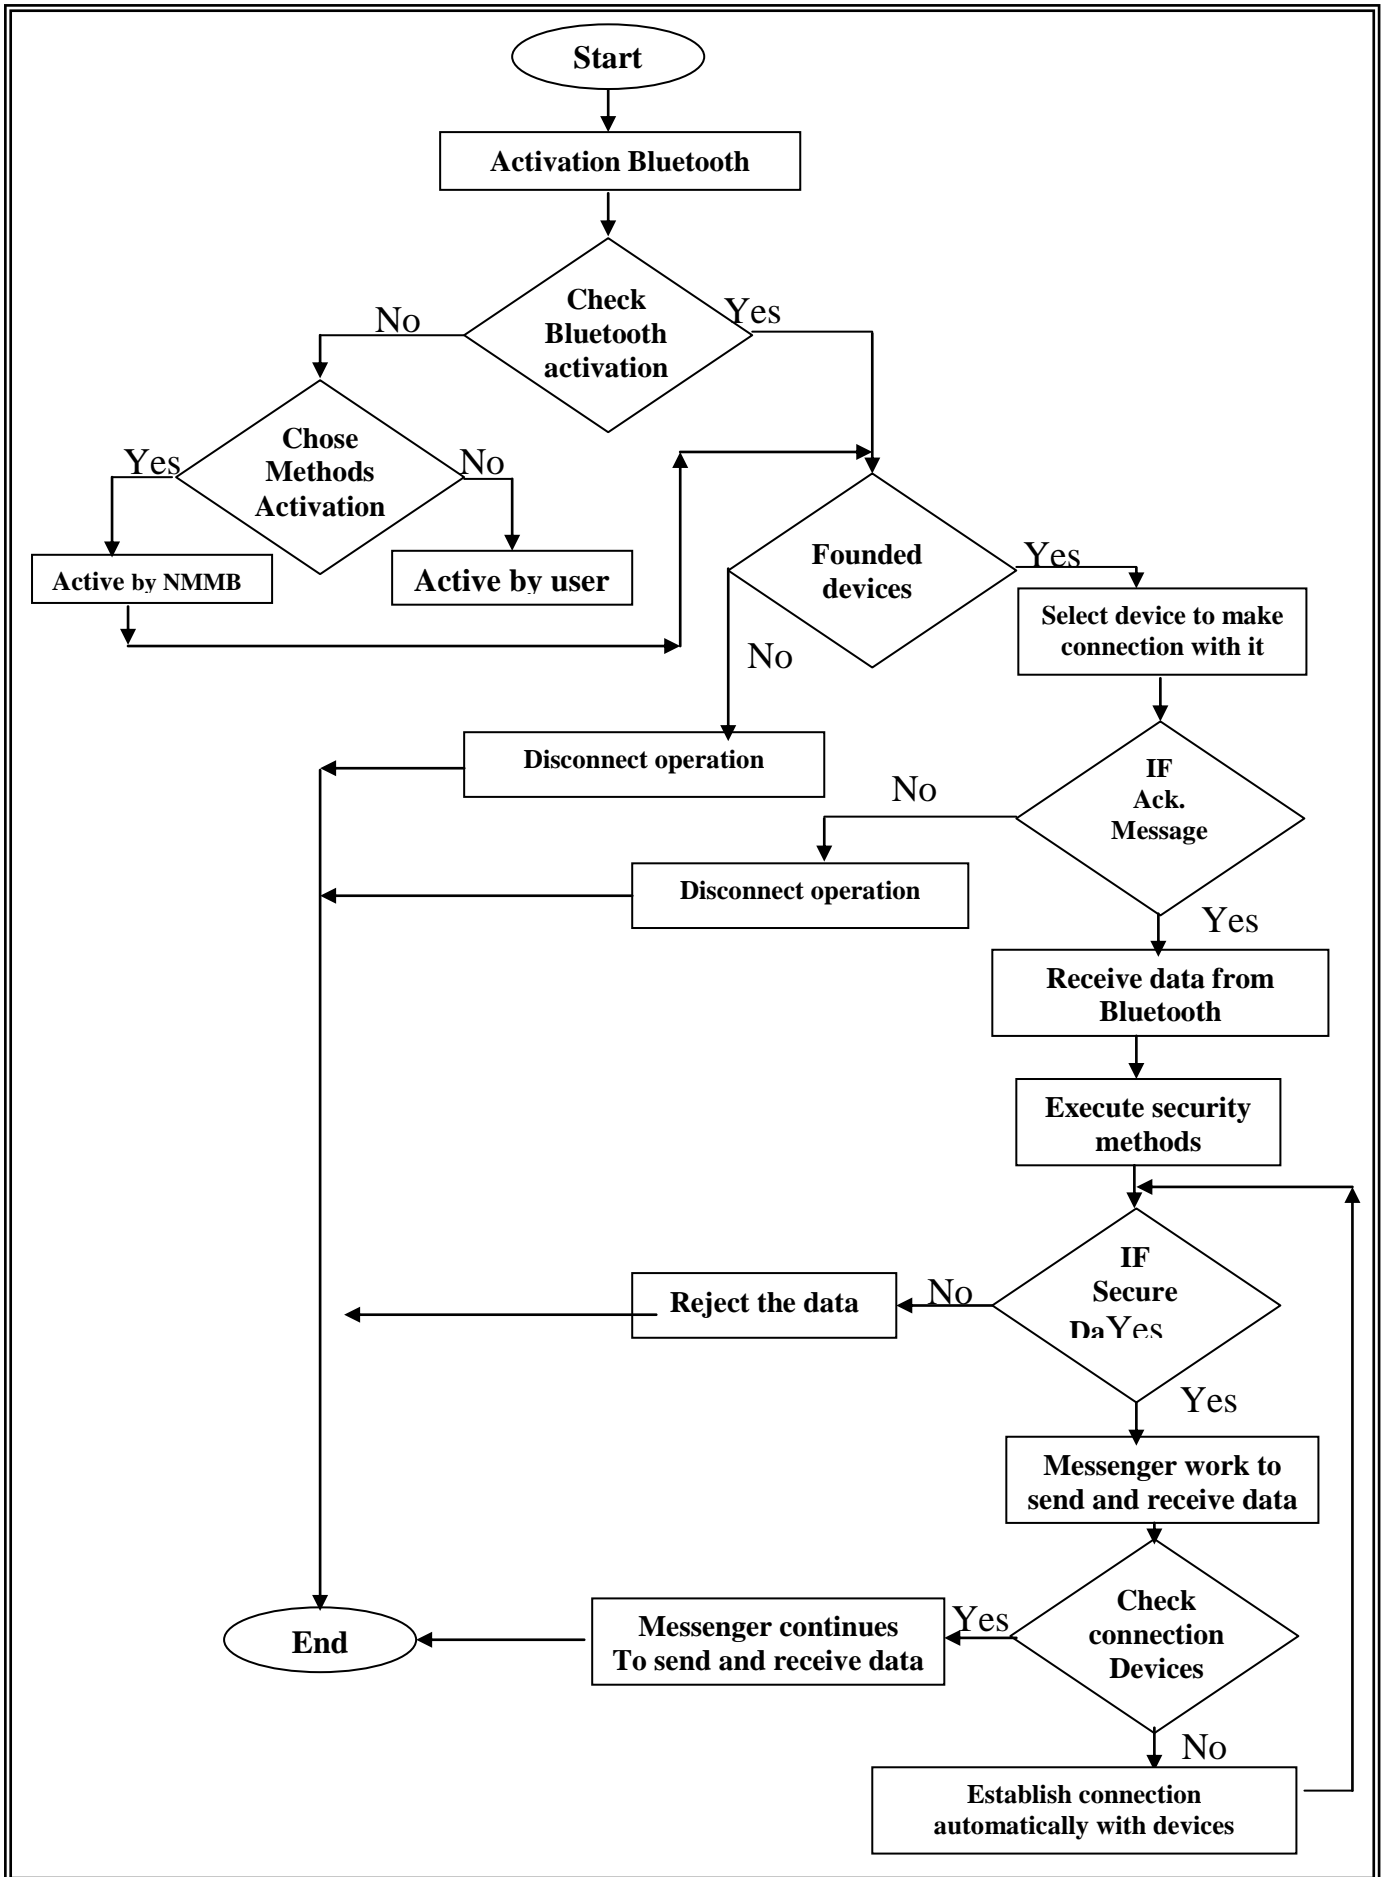 Start
Activation Bluetooth
Check
Bluetooth
activation
No
Yes
Chose
Methods
Activation
Yes
No
Active by NMMB
Active by user
Founded
devices
Yes
No
Select device to make
connection with it
Disconnect operation
IF
Ack.
Message
No
Disconnect operation
Yes
Receive data from
Bluetooth
Execute security
methods
IF
Secure
Da Yes
No
Reject the data
Yes
Messenger work to
send and receive data
Check
connection
Devices
Yes
Messenger continues
To send and receive data
End
No
Establish connection
automatically with devices